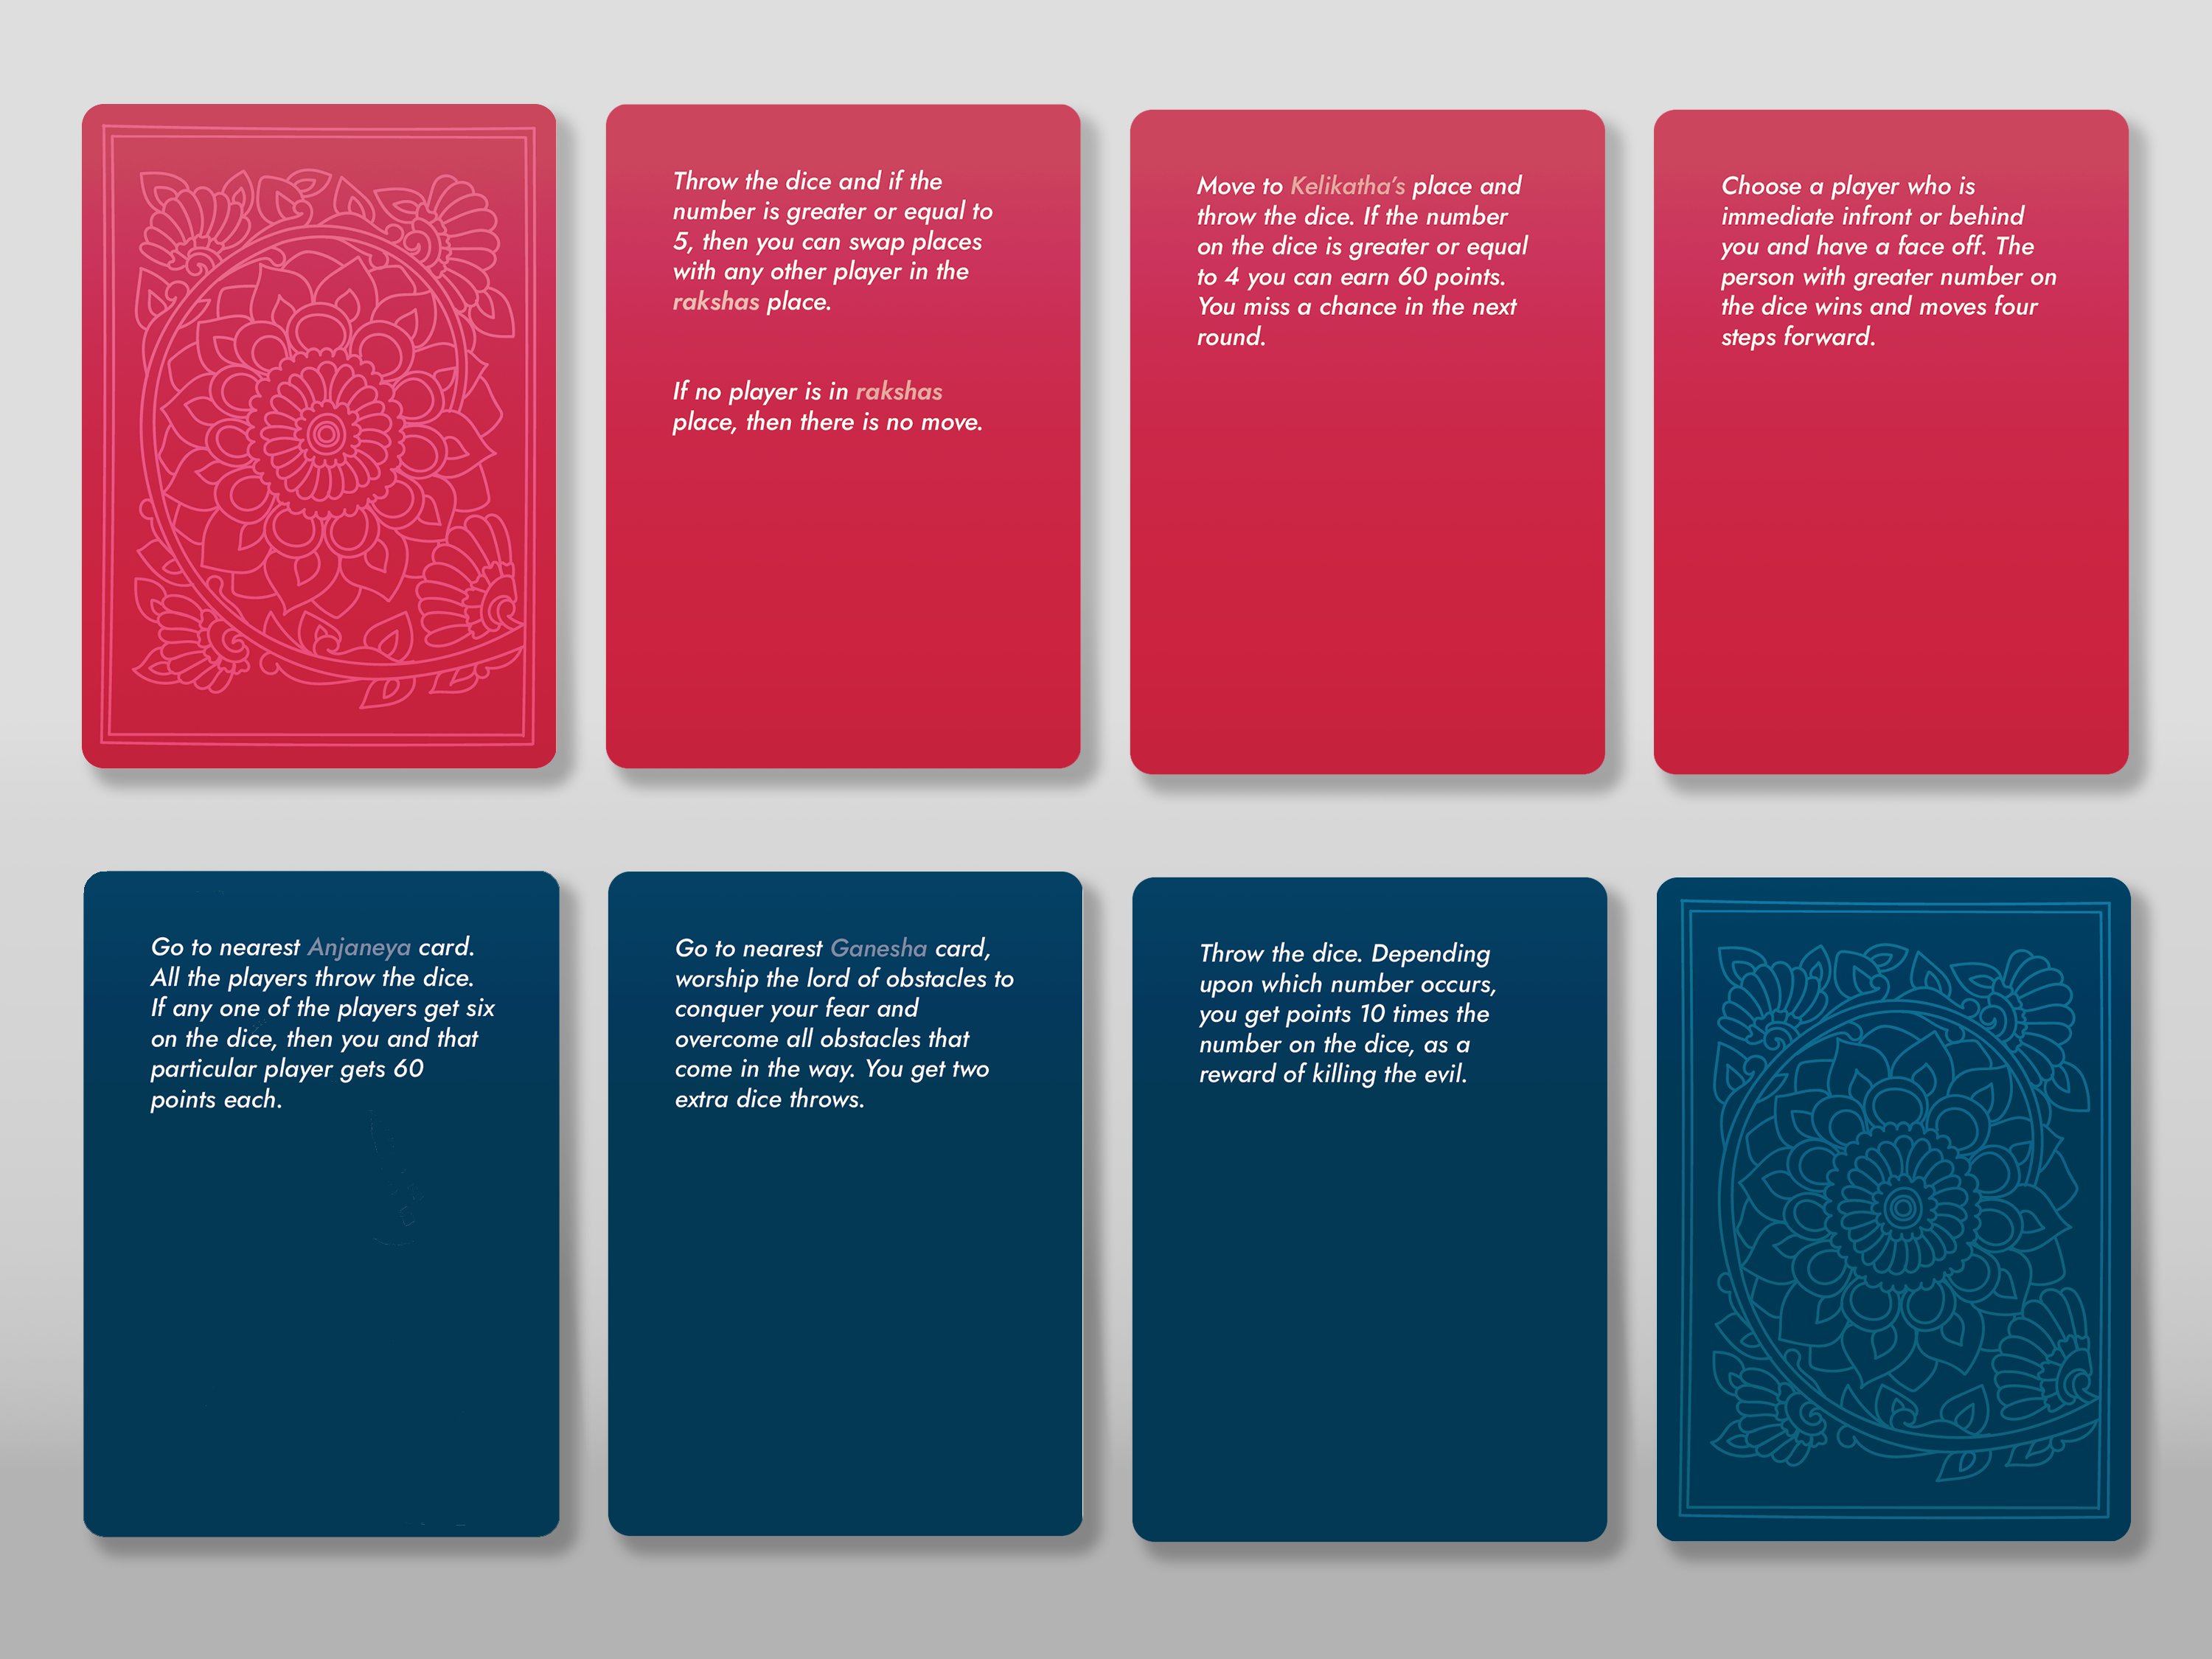 Throw the dice and if the
number is greater or equal to
5, then you can swap places
with any other player in the
rakshas place.
If no player is in rakshas
place, then there is no move.
Move to Kelikatha's place and
throw the dice. If the number
on the dice is greater or equal
to 4 you can earn 60 points.
You miss a chance in the next
round.
Choose a player who is
immediate infront or behind
you and have a face off. The
person with greater number on
the dice wins and moves four
steps forward.
Go to nearest Anjaneya card.
All the players throw the dice.
If any one of the players get six
on the dice, then you and that
particular player gets 60
points each.
Go to nearest Ganesha card,
worship the lord of obstacles to
conquer your fear and
overcome all obstacles that
come in the way. You get two
extra dice throws.
Throw the dice. Depending
upon which number occurs,
you get points 10 times the
number on the dice, as a
reward of killing the evil.